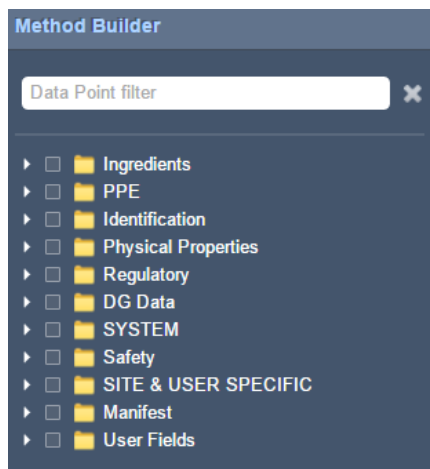 Method Builder
Data Point filter
Ingredients
PPE
Identification
Physical Properties
Regulatory
DG Data
SYSTEM
Safety
SITE & USER SPECIFIC
Manifest
User Fields